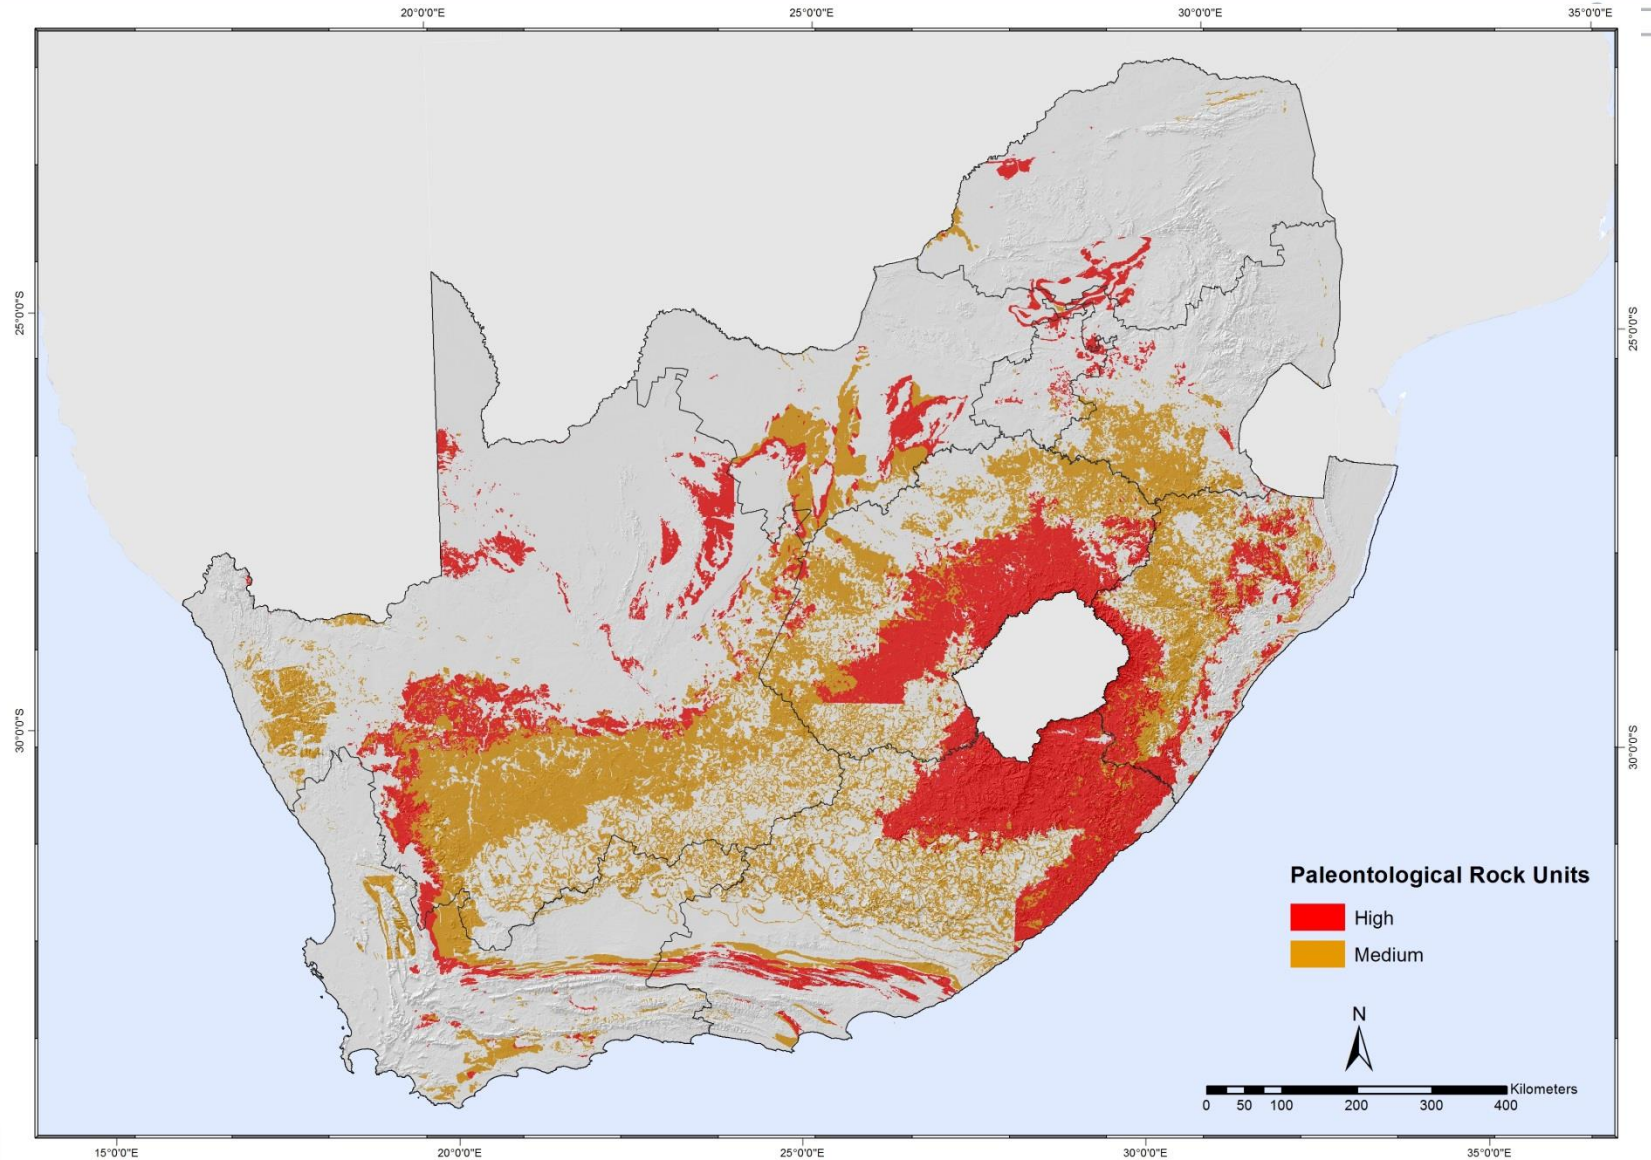 20°0'0"E 25°0'0"E 30°0'0"E 35°0'0"E
25°0'0"S 25°0'0"S
30°0'0"S 30°0'0"S
Paleontological Rock Units
High
Medium
N
Kilometers
0 50 100 200 300 400
15°0'0"E 20°0'0"E 25°0'0"E 30°0'0"E 35°0'0"E